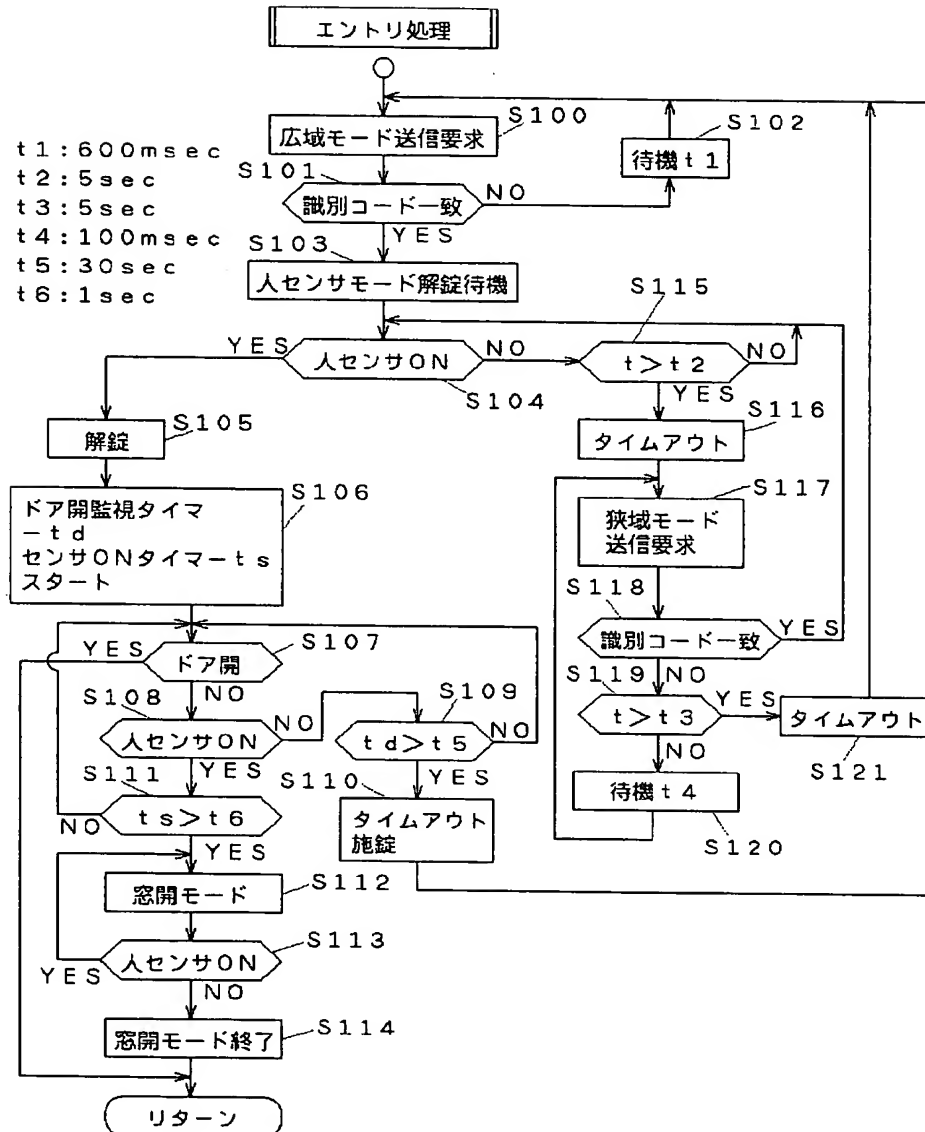 エントリ処理
S100
広域モード送信要求
S102
待機t1
t1:600msec
t2:5sec
t3:5sec
t4:100msec
t5:30sec
t6:1sec
S101
識別コード一致
NO
YES
S103
人センサモード解錠待機
S115
YES
人センサON
NO
t>t2
NO
S104
YES
S105
解錠
S116
タイムアウト
S106
ドア開監視タイマ
ーtd
センサONタイマーts
スタート
S117
狭域モード
送信要求
S118
識別コード一致
YES
S107
YES
ドア開
NO
S119
NO
t>t3
YES
タイムアウト
S121
NO
S108
人センサON
NO
S109
td>t5
NO
YES
YES
待機t4
S120
S111
ts>t6
NO
YES
S110
タイムアウト
施錠
窓開モード
S112
S113
人センサON
YES
NO
窓開モード終了
S114
リターン